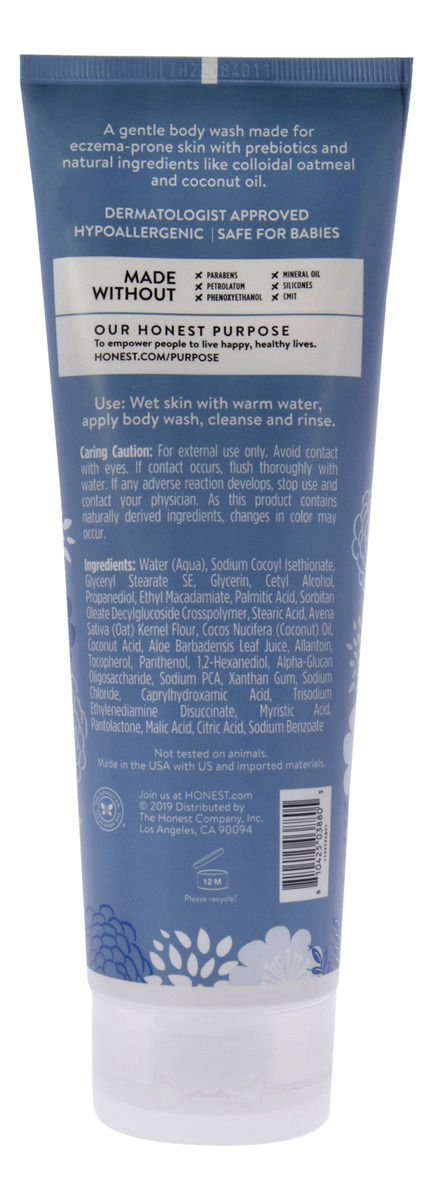 A gentle body wash made for
eczema-prone skin with prebiotics and
natural ingredients like colloidal oatmeal
and coconut oil.
DERMATOLOGIST APPROVED
HYPOALLERGENIC | SAFE FOR BABIES
MADE WITHOUT
X PARABENS
X PETROLATUM
X PHENOXYETHANOL
X MINERAL OIL
X SILICONES
X CMIT
OUR HONEST PURPOSE
To empower people to live happy, healthy lives.
HONEST.COM/PURPOSE
Use: Wet skin with warm water,
apply body wash, cleanse and rinse.
Caring Caution: For external use only. Avoid contact
with eyes. If contact occurs, flush thoroughly with
water. If any adverse reaction develops, stop use and
contact your physician. As this product contains
naturally derived ingredients, changes in color may
occur.
Ingredients: Water (Aqua), Sodium Cocoyl Isethionate,
Glyceryl Stearate SE, Glycerin, Cetyl Alcohol,
Propanediol, Ethyl Macadamiate, Palmitic Acid, Sorbitan
Oleate Decylglucoside Crosspolymer, Stearic Acid, Avena
Sativa (Oat) Kernel Flour, Cocos Nucifera (Coconut) Oil,
Coconut Acid, Aloe Barbadensis Leaf Juice, Allantoin,
Tocopherol, Panthenol, 1,2-Hexanediol, Alpha-Glucan
Oligosaccharide, Sodium PCA, Xanthan Gum, Sodium
Chloride, Caprylhydroxamic Acid, Trisodium
Ethylenediamine Disuccinate, Myristic Acid,
Pantolactone, Malic Acid, Citric Acid, Sodium Benzoate
Not tested on animals.
Made in the USA with US and imported materials.
Join us at HONEST.com
© 2019 Distributed by
The Honest Company, Inc.
Los Angeles, CA 90094
12 M
Please recycle!
8 10425 03880 5